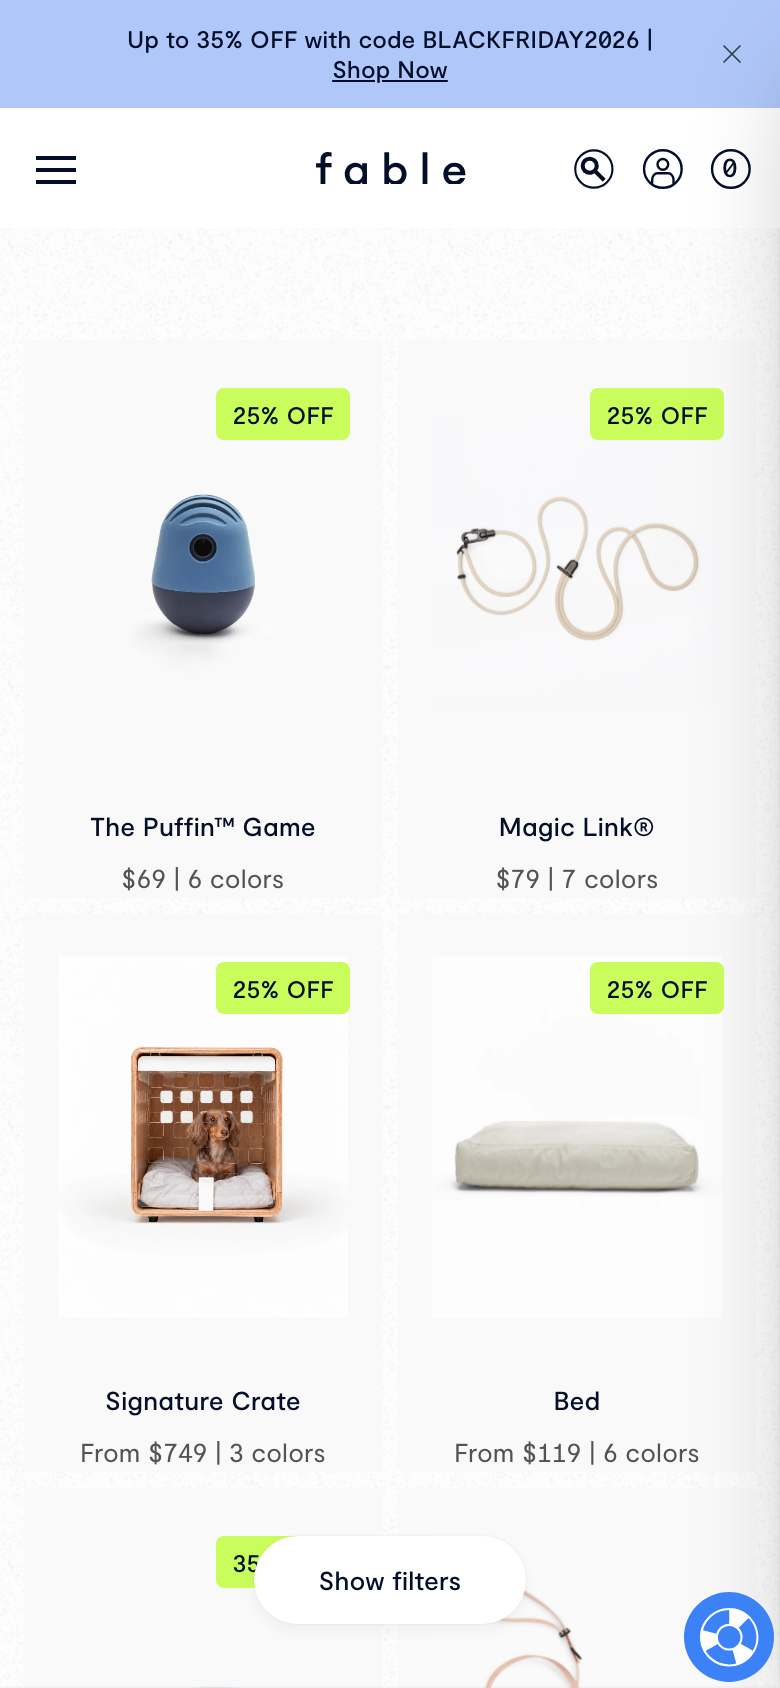 Up to 35% OFF with code BLACKFRIDAY2026 |
Shop Now
fable
0
25% OFF
25% OFF
The Puffin™ Game
Magic Link®
$69 | 6 colors
$79 | 7 colors
25% OFF
25% OFF
Signature Crate
Bed
From $749 | 3 colors
From $119 | 6 colors
35
Show filters